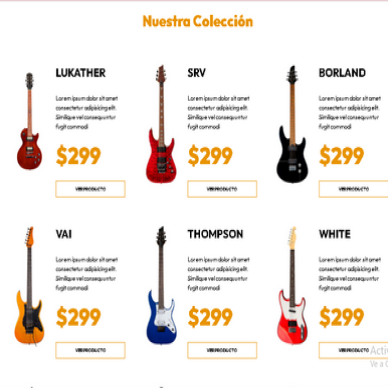 Nuestra Colección
LUKATHER
Lorem ipsum dolor sit amet
consectetur adipisicing elit.
Similique vel consequuntur
fugit commodi
$299
VER PRODUCTO
SRV
Lorem ipsum dolor sit amet
consectetur adipisicing elit.
Similique vel consequuntur
fugit commodi
$299
VER PRODUCTO
BORLAND
Lorem ipsum dolor sit amet
consectetur adipisicing elit.
Similique vel consequuntur
fugit commodi
$299
VER PRODUCTO
VAI
Lorem ipsum dolor sit amet
consectetur adipisicing elit.
Similique vel consequuntur
fugit commodi
$299
VER PRODUCTO
THOMPSON
Lorem ipsum dolor sit amet
consectetur adipisicing elit.
Similique vel consequuntur
fugit commodi
$299
VER PRODUCTO
WHITE
Lorem ipsum dolor sit amet
consectetur adipisicing elit.
Similique vel consequuntur
fugit commodi
$299
VER PRODUCTO
Acti
Ve a C